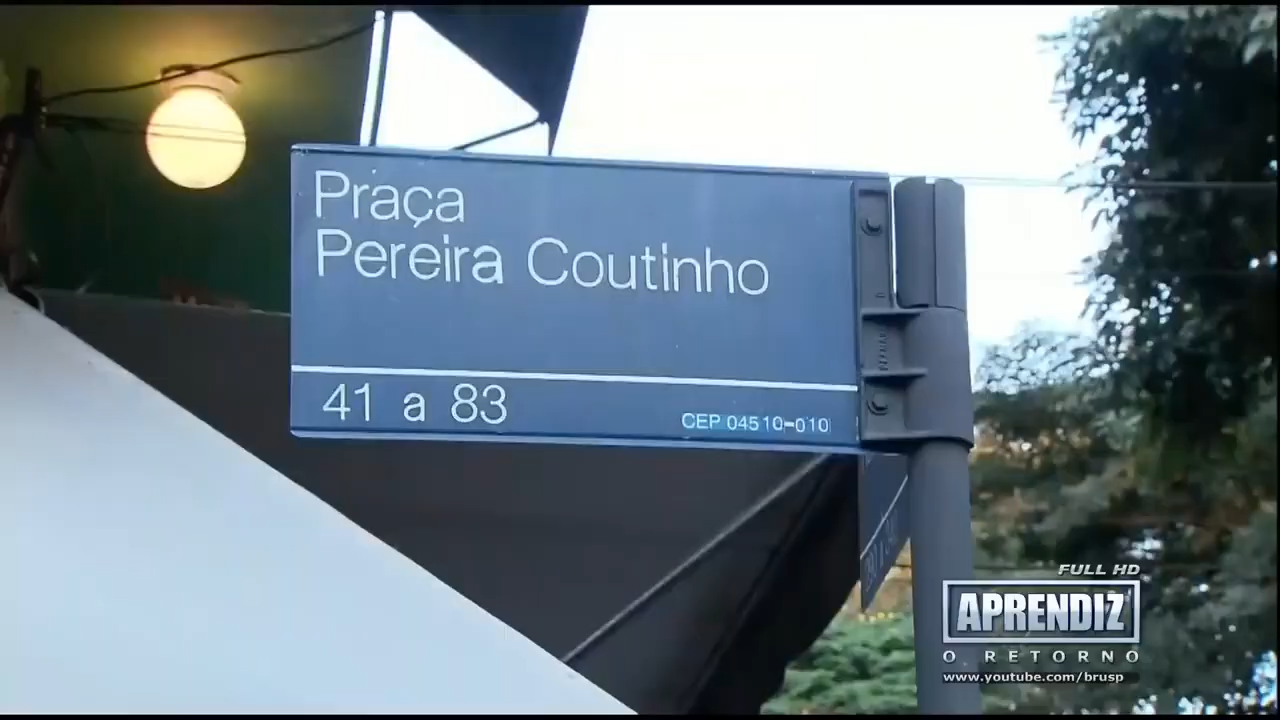 Praça
Pereira Coutinho
41 a 83
CEP 04510-010
FULL HD
APRENDIZ
O RETORNO
www.youtube.com/brusp